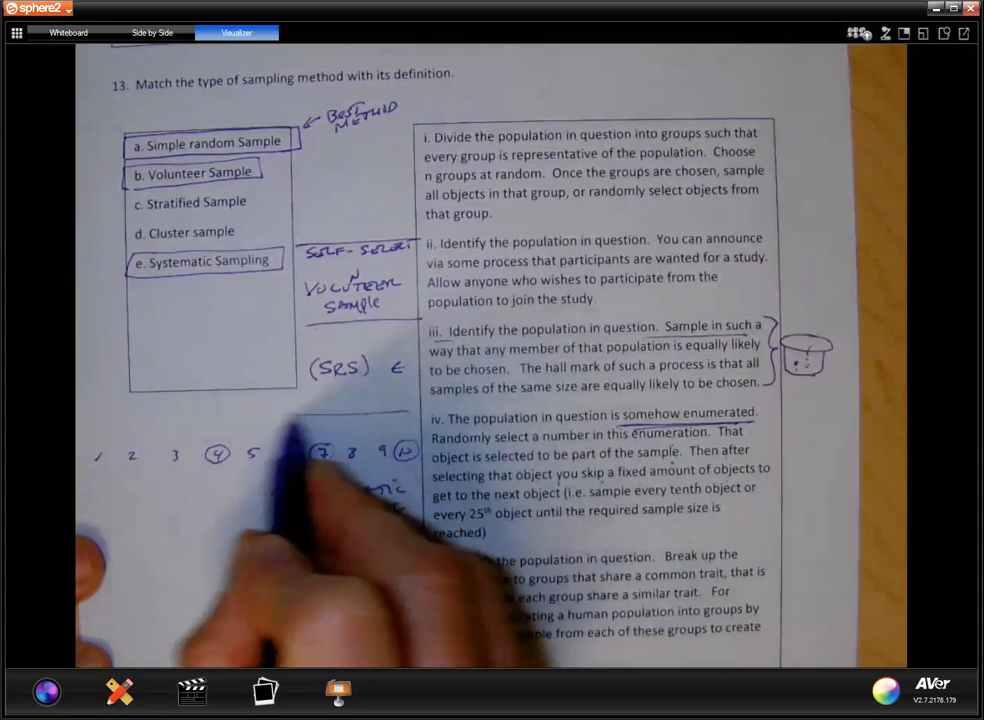 sphere2
Whiteboard
Side by Side
Visualizer
13. Match the type of sampling method with its definition.
BEST
METHOD
a. Simple random Sample
b. Volunteer Sample
c. Stratified Sample
d. Cluster sample
e. Systematic Sampling
SELF-SELECT
N
VOLUTEER
SAMPLE
(SRS) ←
1 2 3 4 5 7 8 9 10
TIC
i. Divide the population in question into groups such that
every group is representative of the population. Choose
n groups at random. Once the groups are chosen, sample
all objects in that group, or randomly select objects from
that group.
ii. Identify the population in question. You can announce
via some process that participants are wanted for a study.
Allow anyone who wishes to participate from the
population to join the study.
iii. Identify the population in question. Sample in such a
way that any member of that population is equally likely
to be chosen. The hall mark of such a process is that all
samples of the same size are equally likely to be chosen.
iv. The population in question is somehow enumerated.
Randomly select a number in this enumeration. That
object is selected to be part of the sample. Then after
selecting that object you skip a fixed amount of objects to
get to the next object (i.e. sample every tenth object or
every 25th object until the required sample size is
reached)
the population in question. Break up the
to groups that share a common trait, that is
each group share a similar trait. For
ating a human population into groups by
mple from each of these groups to create
AVer
V2.7.2178.179